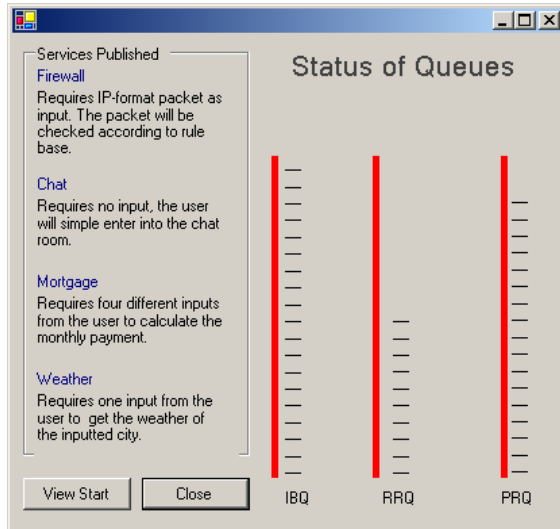 Services Published
Firewall
Requires IP-format packet as
input. The packet will be
checked according to rule
base.
Chat
Requires no input, the user
will simple enter into the chat
room.
Mortgage
Requires four different inputs
from the user to calculate the
monthly payment.
Weather
Requires one input from the
user to  get the weather of
the inputted city.
View Start
Close
Status of Queues
IBQ
RRQ
PRQ